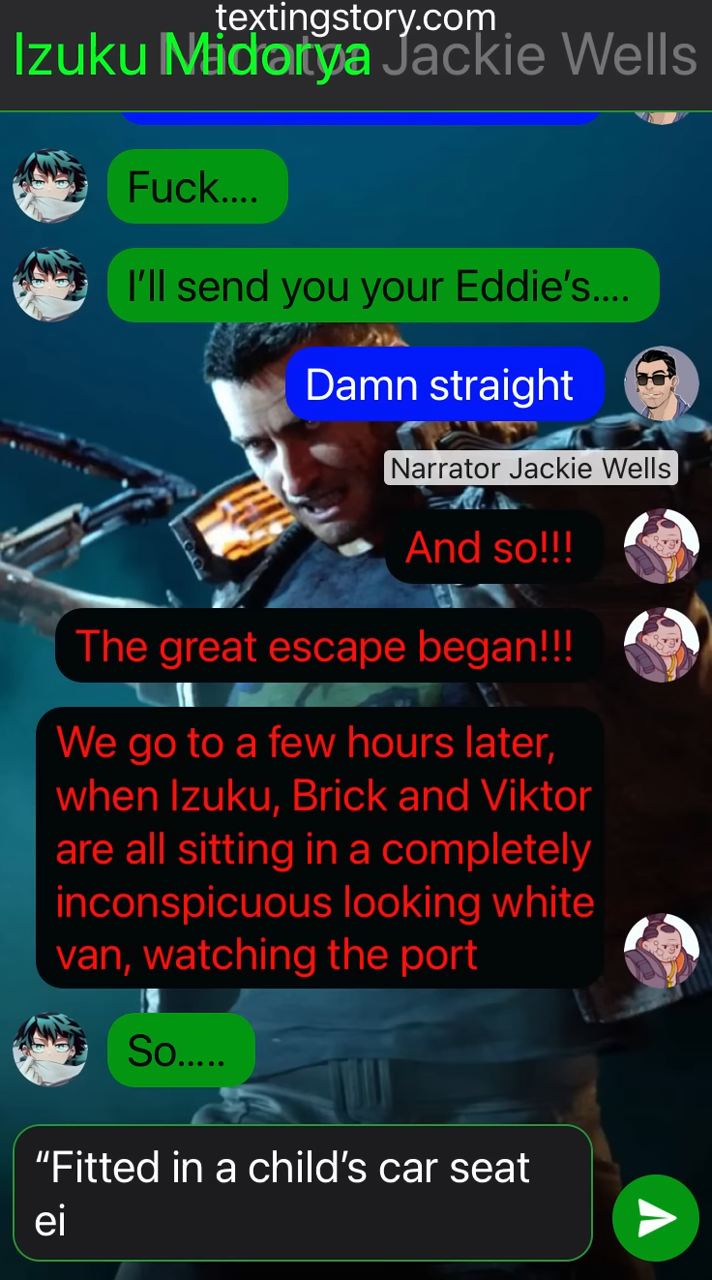 textingstory.com
Izuku Midorya
Narrator Jackie Wells
Fuck....
I’ll send you your Eddie’s....
Damn straight
Narrator Jackie Wells
And so!!!
The great escape began!!!
We go to a few hours later,
when Izuku, Brick and Viktor
are all sitting in a completely
inconspicuous looking white
van, watching the port
So.....
“Fitted in a child’s car seat
ei